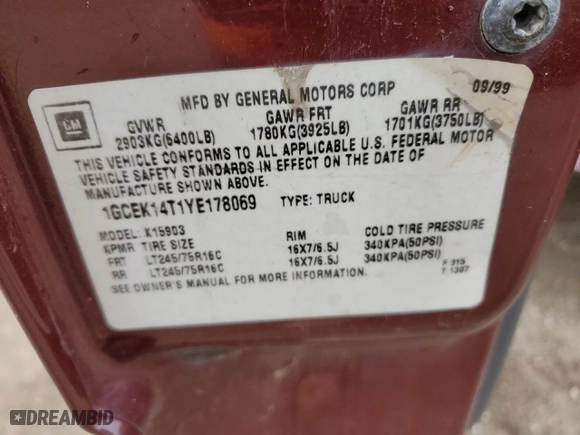 MFD BY GENERAL MOTORS CORP 09/99
GM
GVWR GAWR FRT GAWR RR
2903KG(6400LB) 1780KG(3925LB) 1701KG(3750LB)
THIS VEHICLE CONFORMS TO ALL APPLICABLE U.S. FEDERAL MOTOR
VEHICLE SAFETY STANDARDS IN EFFECT ON THE DATE OF
MANUFACTURE SHOWN ABOVE.
1GCEK14T1YE178069 TYPE: TRUCK
MODEL: K15903
KPMR TIRE SIZE RIM COLD TIRE PRESSURE
FRT LT245/75R16C 16X7/6.5J 340KPA(50PSI)
RR LT245/75R16C 16X7/6.5J 340KPA(50PSI)
SEE OWNER'S MANUAL FOR MORE INFORMATION.
F 315
T 1307
DREAMBID